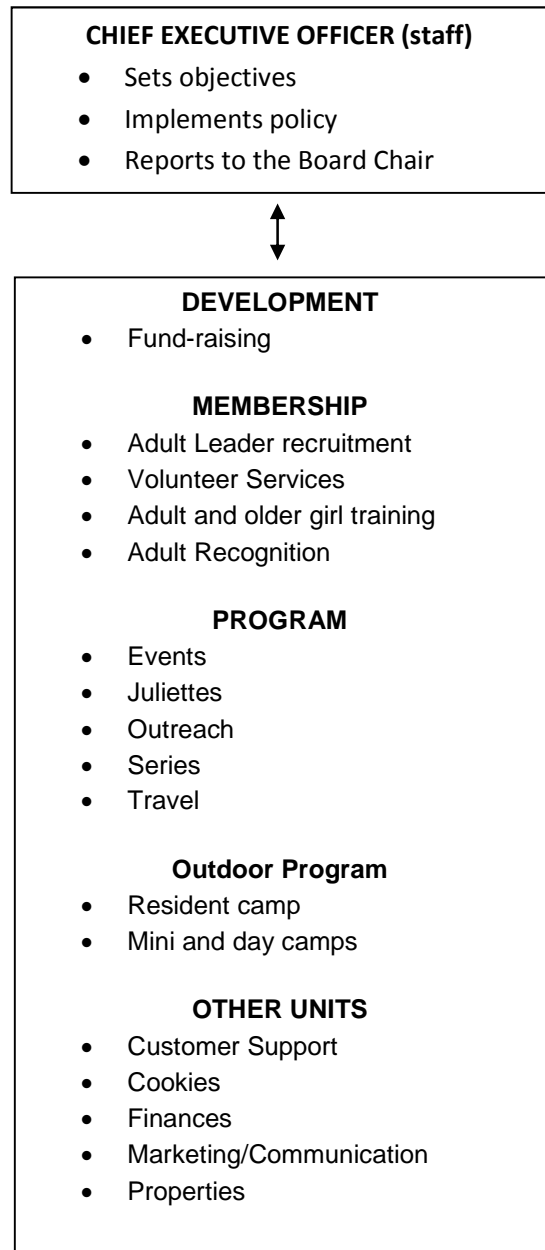 CHIEF EXECUTIVE OFFICER (staff)
• Sets objectives
• Implements policy
• Reports to the Board Chair
DEVELOPMENT
• Fund-raising
MEMBERSHIP
• Adult Leader recruitment
• Volunteer Services
• Adult and older girl training
• Adult Recognition
PROGRAM
• Events
• Juliettes
• Outreach
• Series
• Travel
Outdoor Program
• Resident camp
• Mini and day camps
OTHER UNITS
• Customer Support
• Cookies
• Finances
• Marketing/Communication
• Properties